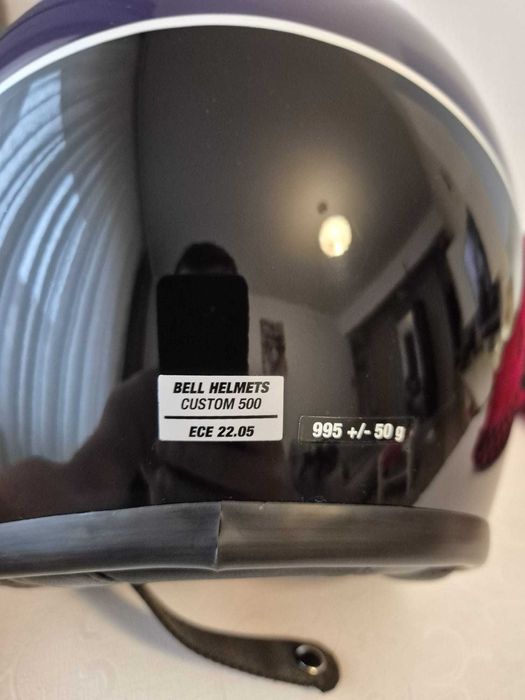 BELL HELMETS
CUSTOM 500
ECE 22.05
995 +/- 50 g